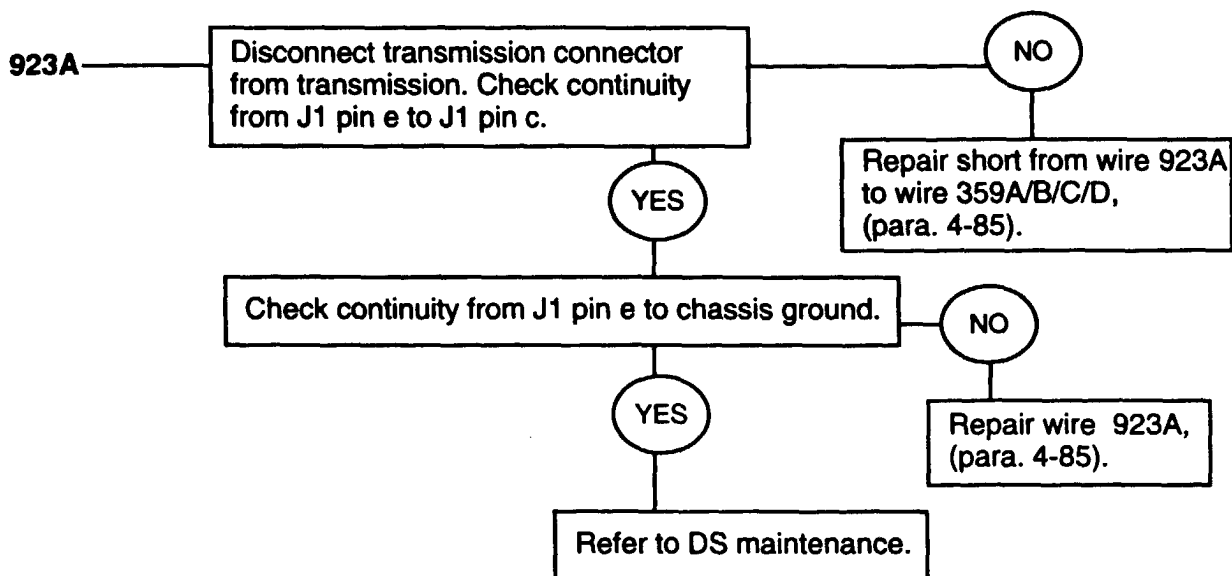 923A
Disconnect transmission connector
from transmission. Check continuity
from J1 pin e to J1 pin c.
NO
Repair short from wire 923A
to wire 359A/B/C/D,
(para. 4-85).
YES
Check continuity from J1 pin e to chassis ground.
NO
Repair wire 923A,
(para. 4-85).
YES
Refer to DS maintenance.